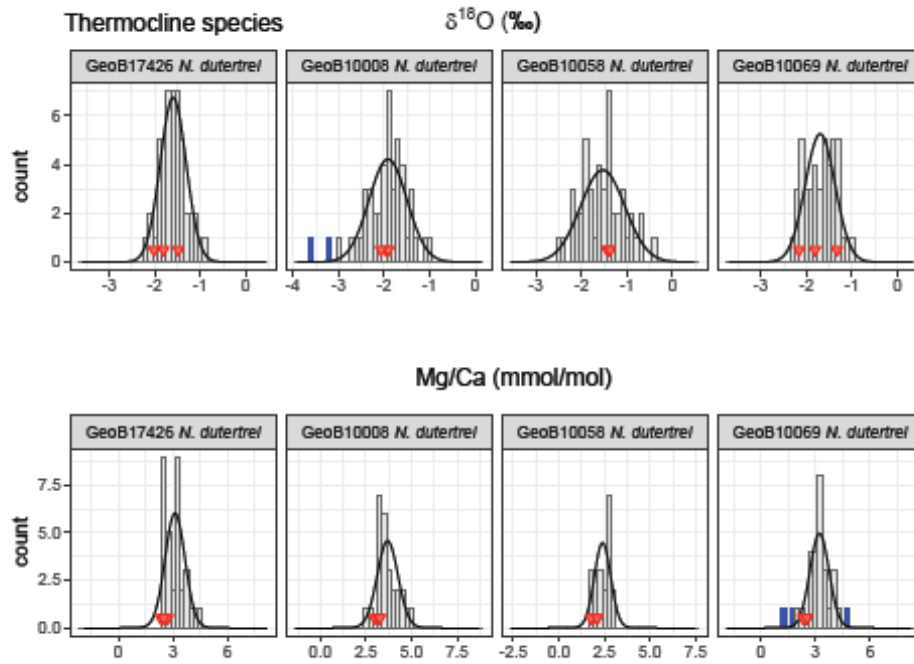 Thermocline species δ¹⁸O (‰)
GeoB17426 N. dutertrei GeoB10008 N. dutertrei GeoB10058 N. dutertrei GeoB10069 N. dutertrei
6
4
2
0
count
-3 -2 -1 0 -4 -3 -2 -1 0 -3 -2 -1 0 -3 -2 -1 0
Mg/Ca (mmol/mol)
GeoB17426 N. dutertrei GeoB10008 N. dutertrei GeoB10058 N. dutertrei GeoB10069 N. dutertrei
7.5
5.0
2.5
0.0
count
0 3 6 0.0 2.5 5.0 7.5 -2.5 0.0 2.5 5.0 7.5 0 3 6